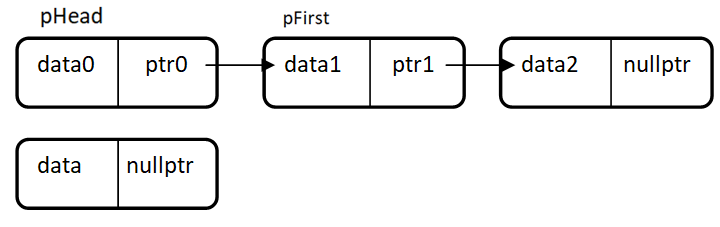 pHead pFirst
data0 ptr0 data1 ptr1 data2 nullptr
data nullptr